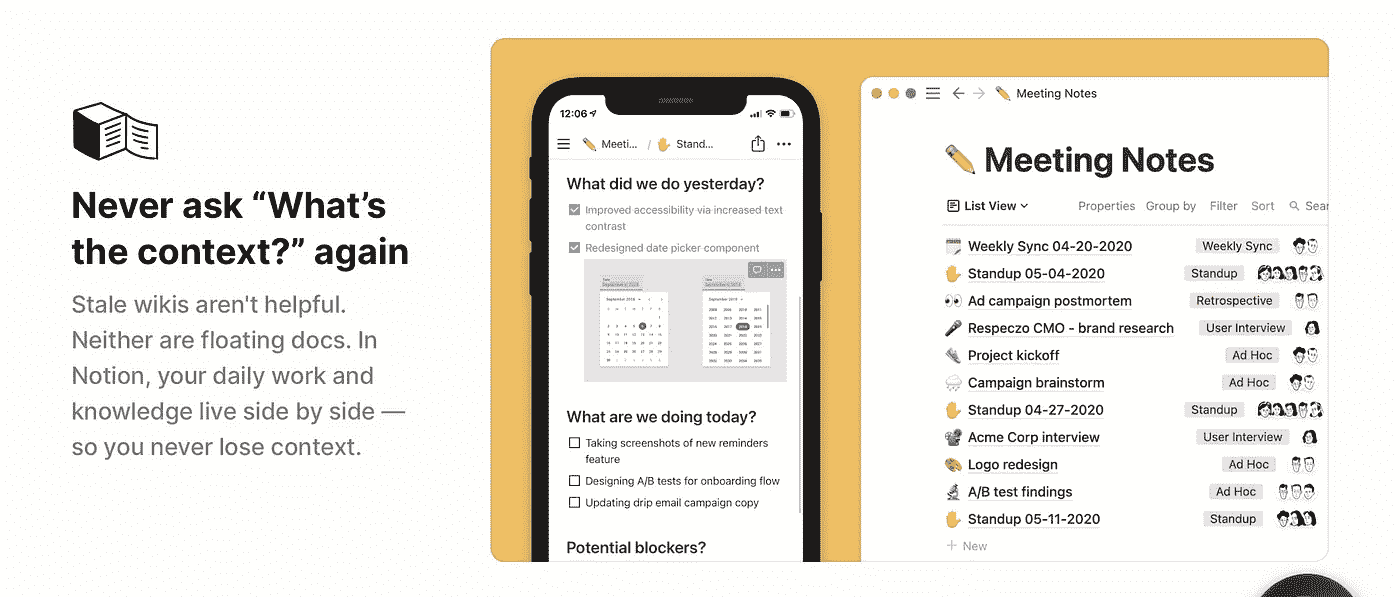 Never ask “What’s
the context?” again
Stale wikis aren't helpful.
Neither are floating docs. In
Notion, your daily work and
knowledge live side by side —
so you never lose context.
12:06
Meeti... / Stand...
What did we do yesterday?
Improved accessibility via increased text
contrast
Redesigned date picker component
September 2018
September 2018
What are we doing today?
Taking screenshots of new reminders
feature
Designing A/B tests for onboarding flow
Updating drip email campaign copy
Potential blockers?
Meeting Notes
Meeting Notes
List View
Properties Group by Filter Sort Sear
Weekly Sync 04-20-2020 Weekly Sync
Standup 05-04-2020 Standup
Ad campaign postmortem Retrospective
Respeczo CMO - brand research User Interview
Project kickoff Ad Hoc
Campaign brainstorm Ad Hoc
Standup 04-27-2020 Standup
Acme Corp interview User Interview
Logo redesign Ad Hoc
A/B test findings Ad Hoc
Standup 05-11-2020 Standup
+ New